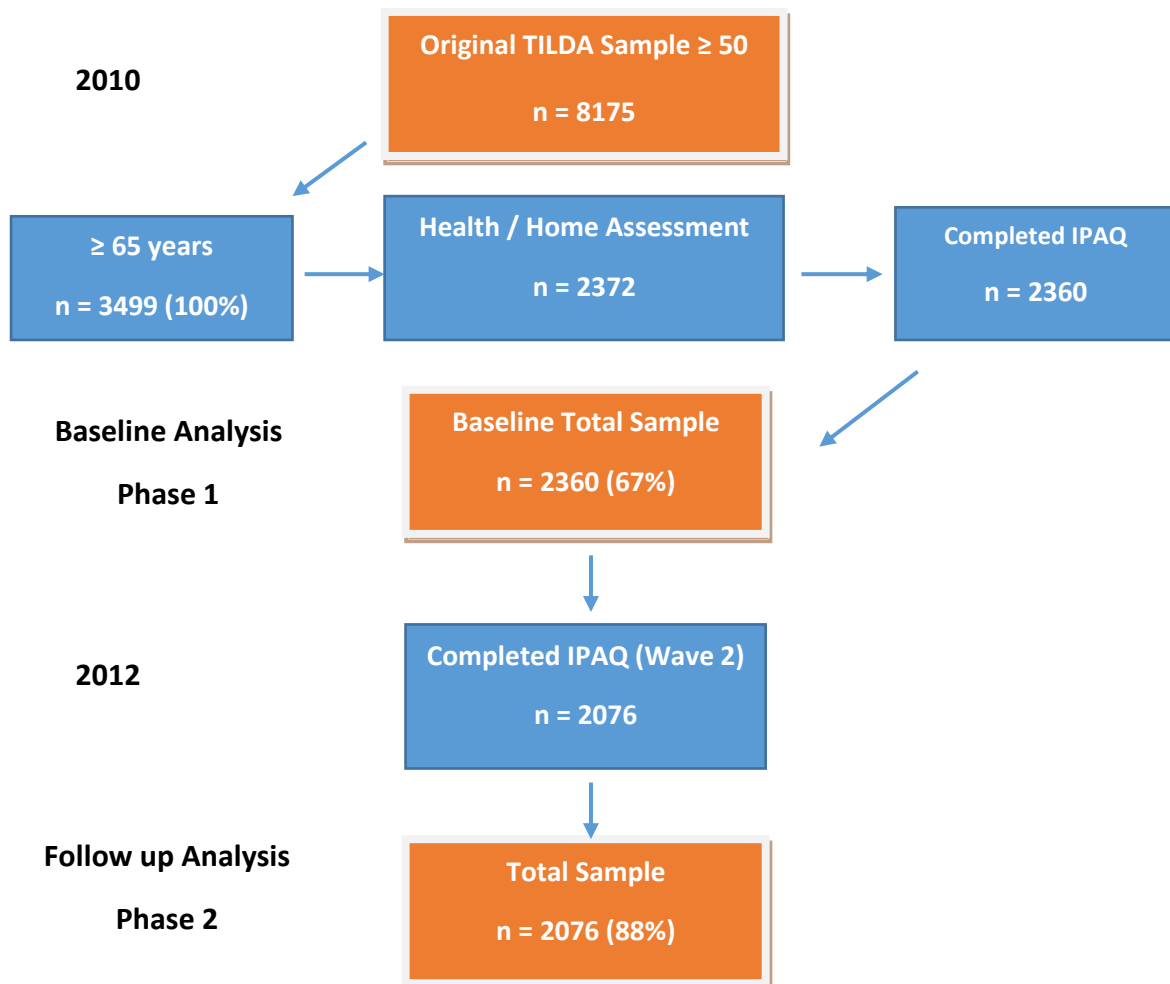 2010
Original TILDA Sample ≥ 50
n = 8175
≥ 65 years
n = 3499 (100%)
Health / Home Assessment
n = 2372
Completed IPAQ
n = 2360
Baseline Analysis
Phase 1
Baseline Total Sample
n = 2360 (67%)
2012
Completed IPAQ (Wave 2)
n = 2076
Follow up Analysis
Phase 2
Total Sample
n = 2076 (88%)